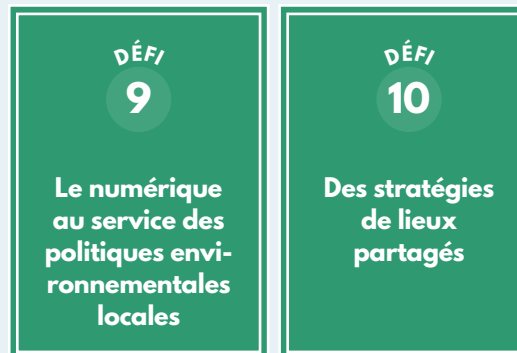 DÉFI
9
Le numérique
au service des
politiques envi-
ronnementales
locales
DÉFI
10
Des stratégies
de lieux
partagés